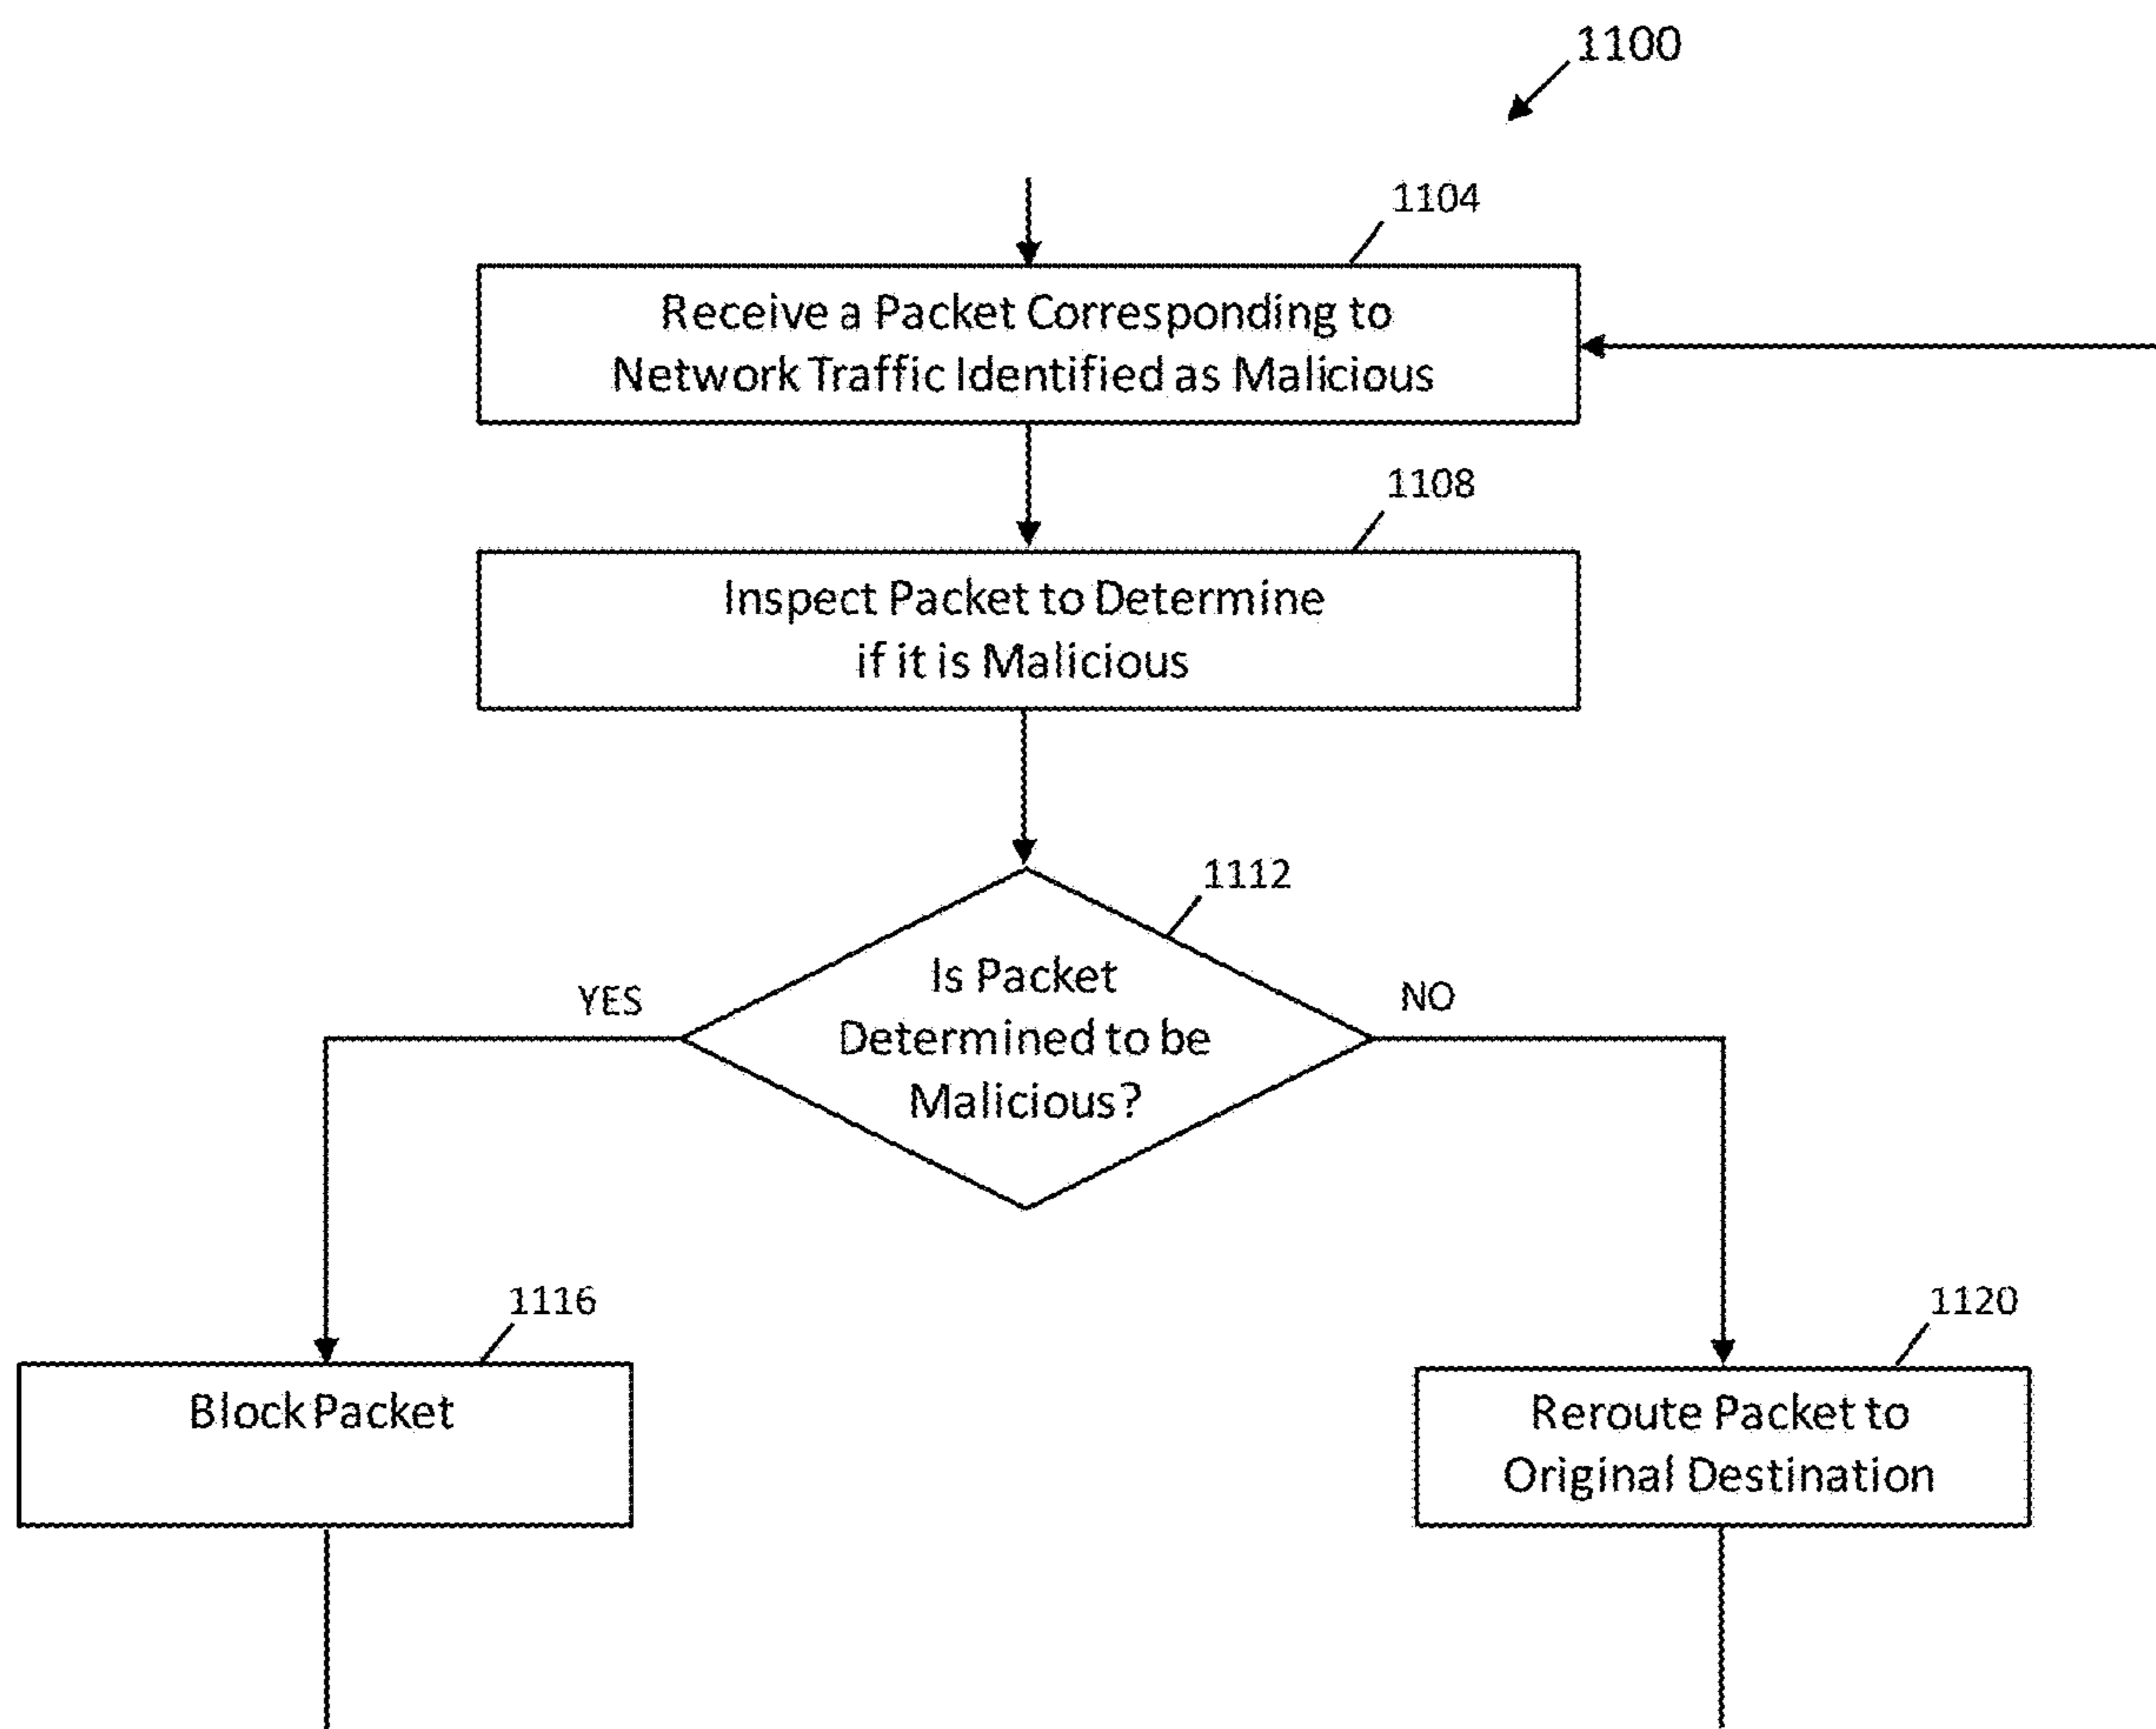 1100
1104
Receive a Packet Corresponding to
Network Traffic Identified as Malicious
1108
Inspect Packet to Determine
if it is Malicious
1112
Is Packet
Determined to be
Malicious?
YES
NO
1116
Block Packet
1120
Reroute Packet to
Original Destination